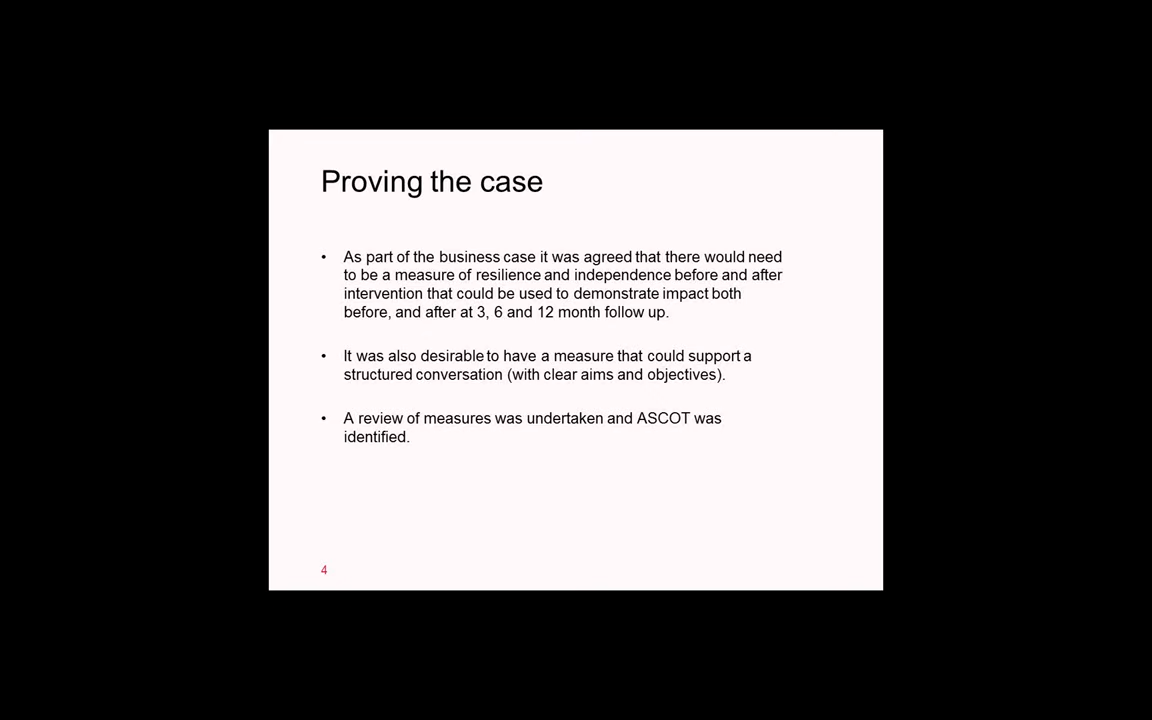 Proving the case
• As part of the business case it was agreed that there would need
to be a measure of resilience and independence before and after
intervention that could be used to demonstrate impact both
before, and after at 3, 6 and 12 month follow up.
• It was also desirable to have a measure that could support a
structured conversation (with clear aims and objectives).
• A review of measures was undertaken and ASCOT was
identified.
4